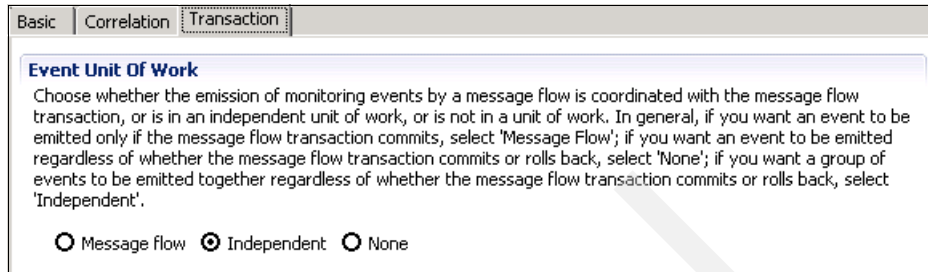 Basic Correlation Transaction
Event Unit Of Work
Choose whether the emission of monitoring events by a message flow is coordinated with the message flow
transaction, or is in an independent unit of work, or is not in a unit of work. In general, if you want an event to be
emitted only if the message flow transaction commits, select 'Message Flow'; if you want an event to be emitted
regardless of whether the message flow transaction commits or rolls back, select 'None'; if you want a group of
events to be emitted together regardless of whether the message flow transaction commits or rolls back, select
'Independent'.
Message flow Independent None